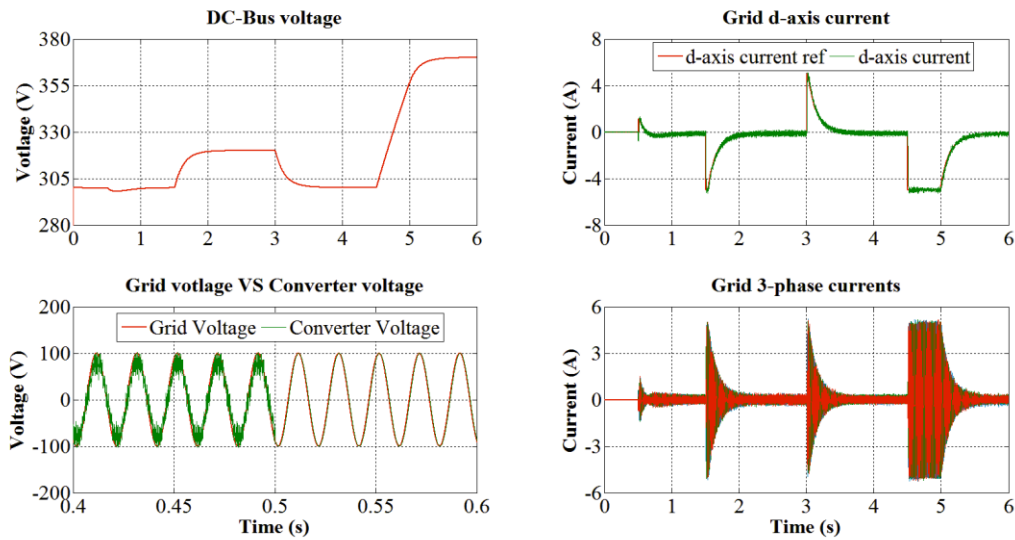 DC-Bus voltage
Votlage (V)
380
355
330
305
280
0 1 2 3 4 5 6
Grid d-axis current
d-axis current ref d-axis current
Current (A)
8
4
0
-4
-8
0 1 2 3 4 5 6
Grid votlage VS Converter voltage
Grid Voltage Converter Voltage
Voltage (V)
200
100
0
-100
-200
0.4 0.45 0.5 0.55 0.6
Time (s)
Grid 3-phase currents
Current (A)
6
3
0
-3
-6
0 1 2 3 4 5 6
Time (s)